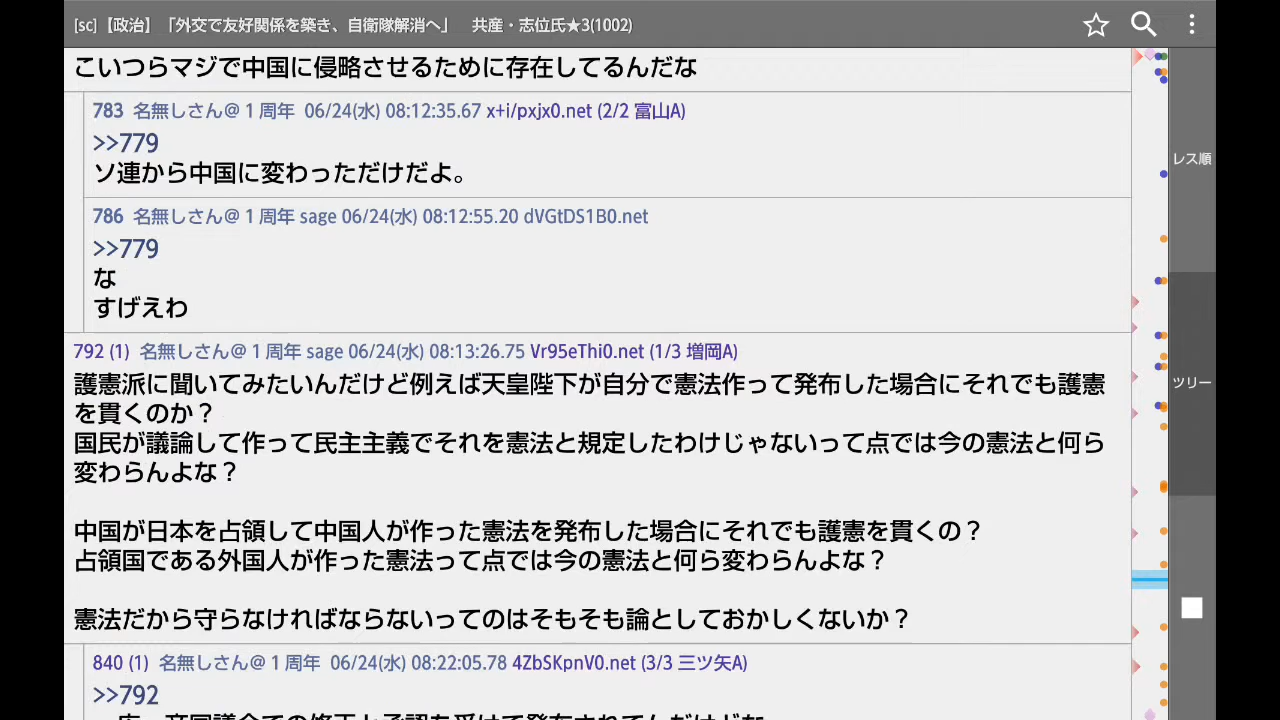 [sc]【政治】「外交で友好関係を築き、自衛隊解消へ」　共産・志位氏★3(1002)
こいつらマジで中国に侵略させるために存在してるんだな
783 名無しさん@１周年 06/24(水) 08:12:35.67 x+i/pxjx0.net (2/2 富山A)
>>779
ソ連から中国に変わっただけだよ。
786 名無しさん@１周年 sage 06/24(水) 08:12:55.20 dVGtDS1B0.net
>>779
な
すげえわ
792 (1) 名無しさん@１周年 sage 06/24(水) 08:13:26.75 Vr95eThi0.net (1/3 増岡A)
護憲派に聞いてみたいんだけど例えば天皇陛下が自分で憲法作って発布した場合にそれでも護憲
を貫くのか？
国民が議論して作って民主主義でそれを憲法と規定したわけじゃないって点では今の憲法と何ら
変わらんよな？
中国が日本を占領して中国人が作った憲法を発布した場合にそれでも護憲を貫くの？
占領国である外国人が作った憲法って点では今の憲法と何ら変わらんよな？
憲法だから守らなければならないってのはそもそも論としておかしくないか？
840 (1) 名無しさん@１周年 06/24(水) 08:22:05.78 4ZbSKpnV0.net (3/3 三ツ矢A)
>>792
レス順
ツリー